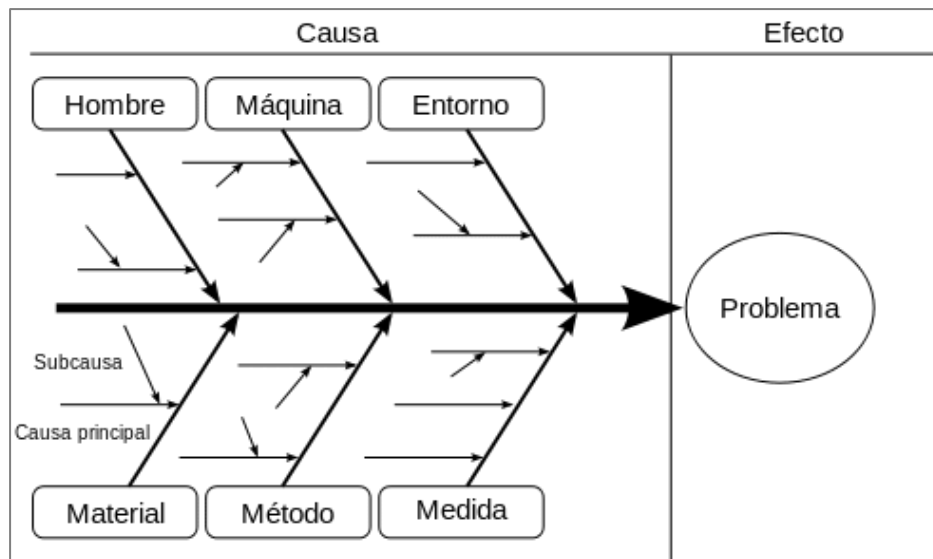 Causa
Efecto
Hombre
Máquina
Entorno
Problema
Subcausa
Causa principal
Material
Método
Medida